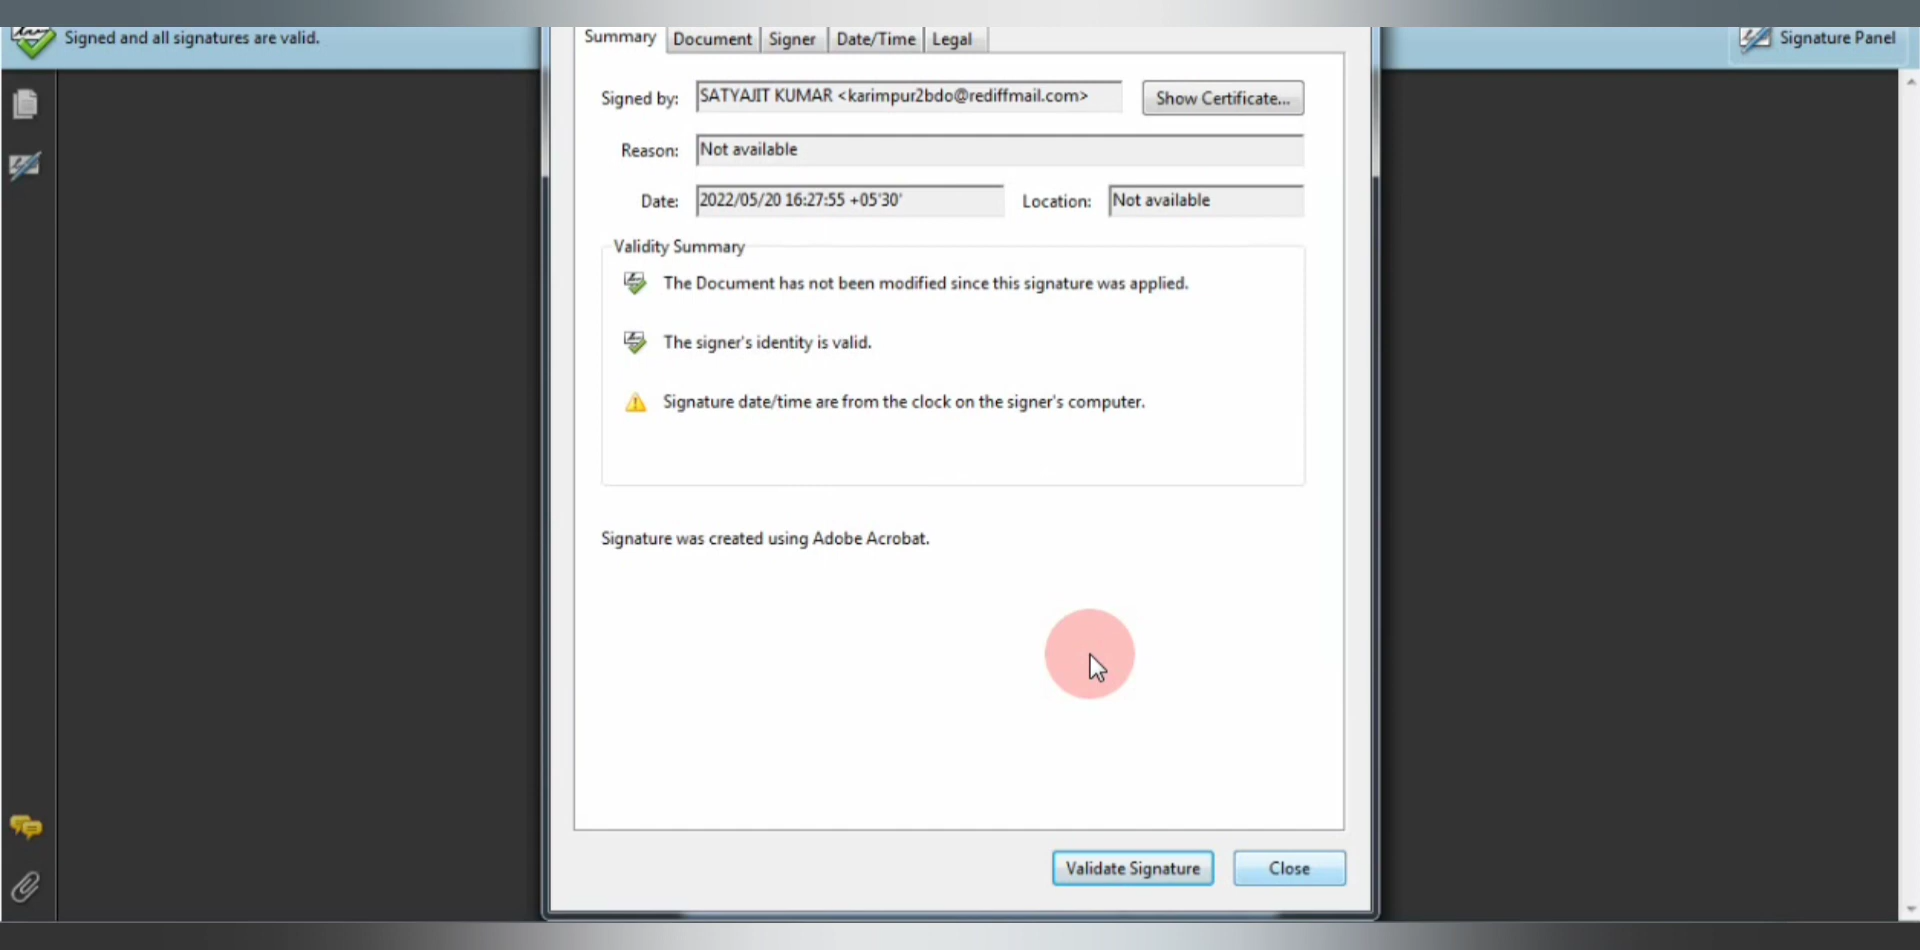 Signed and all signatures are valid.
Signature Panel
Summary Document Signer Date/Time Legal
Signed by: SATYAJIT KUMAR <karimpur2bdo@rediffmail.com> Show Certificate...
Reason: Not available
Date: 2022/05/20 16:27:55 +05'30' Location: Not available
Validity Summary
The Document has not been modified since this signature was applied.
The signer's identity is valid.
Signature date/time are from the clock on the signer's computer.
Signature was created using Adobe Acrobat.
Validate Signature Close